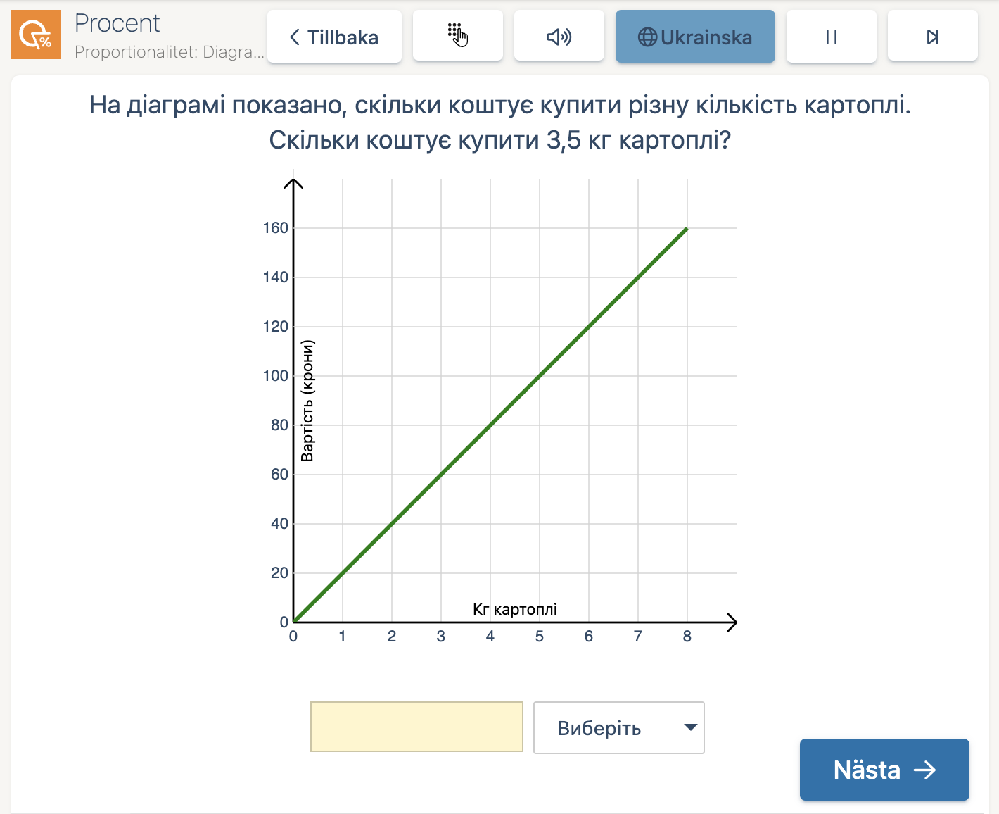 Procent
Proportionalitet: Diagra...
Tillbaka
Ukrainska
На діаграмі показано, скільки коштує купити різну кількість картоплі.
Скільки коштує купити 3,5 кг картоплі?
160
140
120
100
80
60
40
20
0
Вартість (крони)
Кг картоплі
0 1 2 3 4 5 6 7 8
Виберіть
Nästa